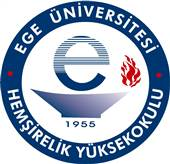 EGE ÜNİVERSİTESİ
e
1955
HEMŞİRELİK YÜKSEKOKULU